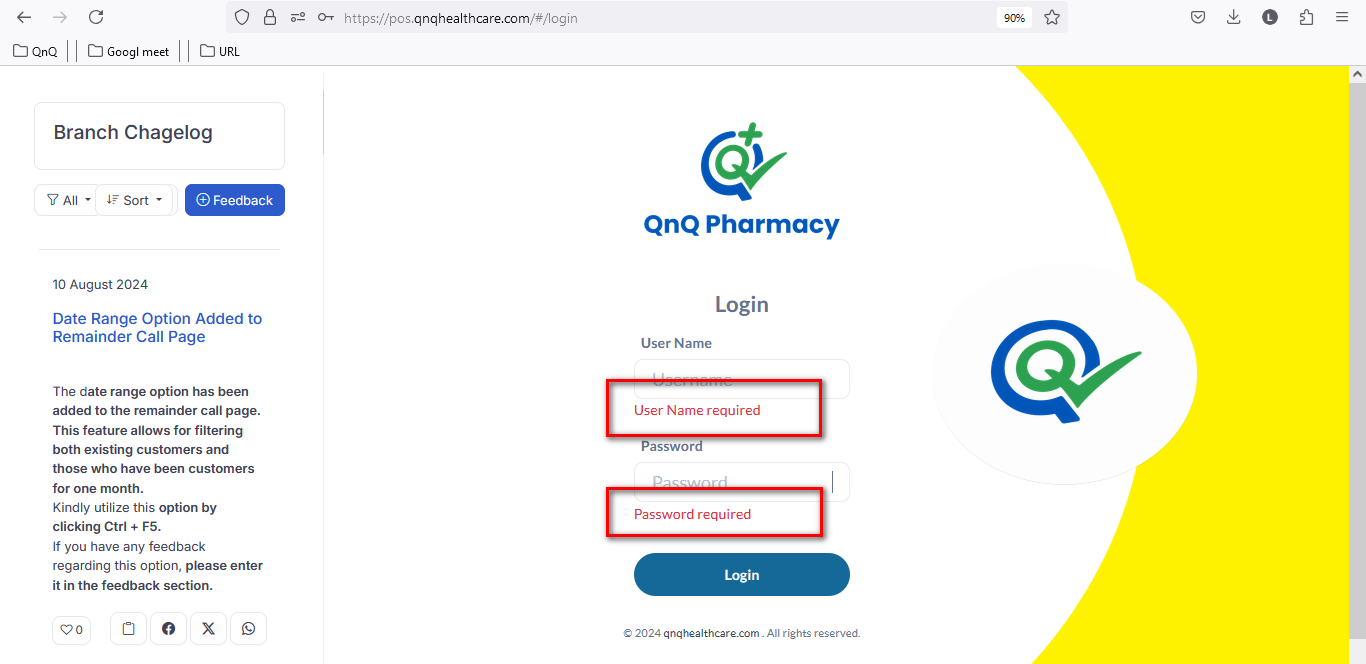 https://pos.qnqhealthcare.com/#/login
90%
L
QnQ
Googl meet
URL
Branch Chagelog
All
Sort
Feedback
10 August 2024
Date Range Option Added to
Remainder Call Page
The date range option has been
added to the remainder call page.
This feature allows for filtering
both existing customers and
those who have been customers
for one month.
Kindly utilize this option by
clicking Ctrl + F5.
If you have any feedback
regarding this option, please enter
it in the feedback section.
0
QnQ Pharmacy
Login
User Name
Username
User Name required
Password
Password
Password required
Login
© 2024 qnqhealthcare.com . All rights reserved.